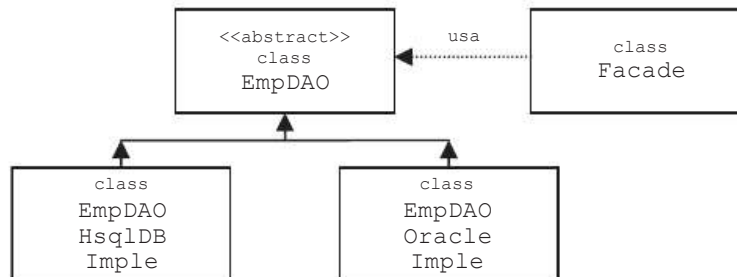 <<abstract>>
class
EmpDAO
usa
class
Facade
class
EmpDAO
HsqlDB
Imple
class
EmpDAO
Oracle
Imple